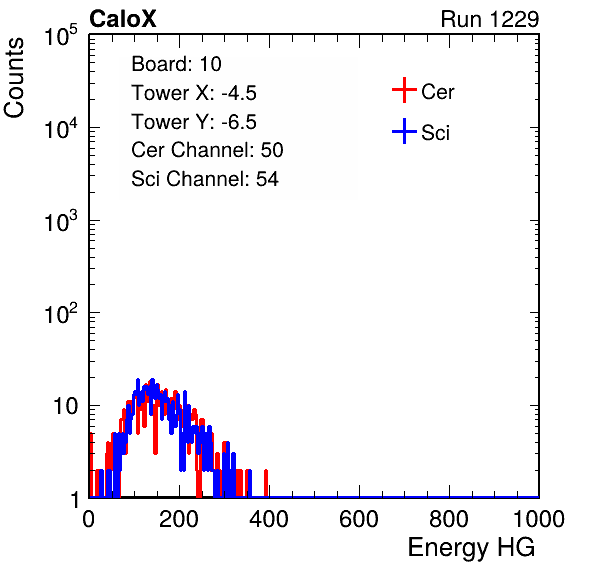 CaloX
Run 1229
Counts
10^5
10^4
10^3
10^2
10
1
Board: 10
Tower X: -4.5
Tower Y: -6.5
Cer Channel: 50
Sci Channel: 54
Cer
Sci
0 200 400 600 800 1000
Energy HG